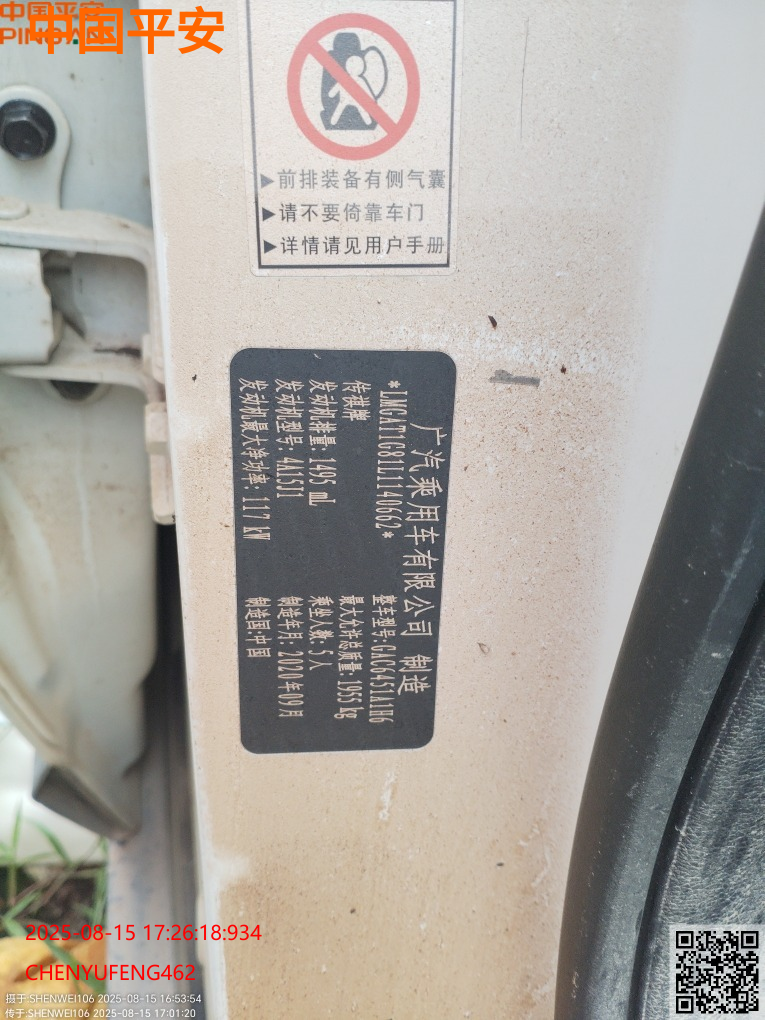 中国平安
PINGAN
中国平安
前排装备有侧气囊
请不要倚靠车门
详情请见用户手册
广汽乘用车有限公司 制造
*LMGAT1G81L1140662*
整车型号:GAC6451A1H6
传祺牌
最大允许总质量: 1955 kg
发动机排量: 1495 mL
乘坐人数: 5人
发动机型号: 4A15J1
制造年月: 2020年09月
发动机最大净功率: 117 kW
制造国:中国
2025-08-15 17:26:18:934
CHENYUFENG462
摄于:SHENWEI106 2025-08-15 16:53:54
传于:SHENWEI106 2025-08-15 17:01:20